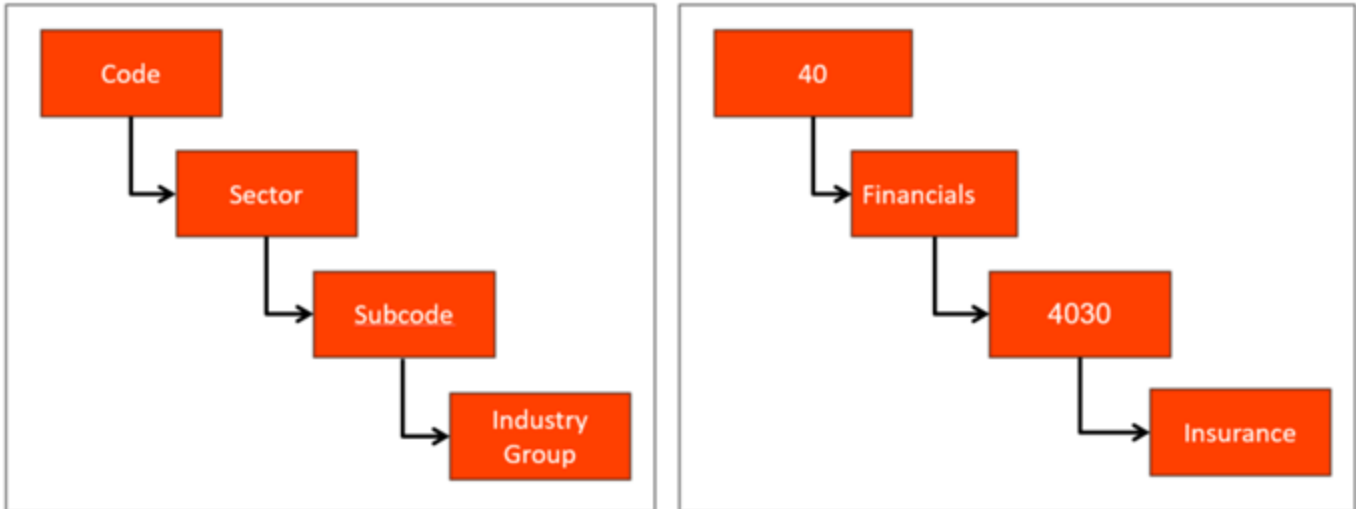 Code
Sector
Subcode
Industry
Group
40
Financials
4030
Insurance